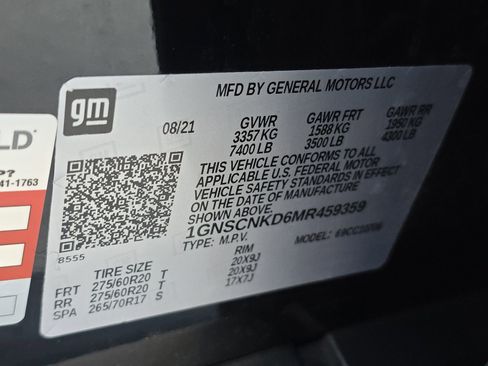 gm
MFD BY GENERAL MOTORS LLC
08/21
GVWR GAWR FRT GAWR RR
3357 KG 1588 KG 1950 KG
7400 LB 3500 LB 4300 LB
THIS VEHICLE CONFORMS TO ALL
APPLICABLE U.S. FEDERAL MOTOR
VEHICLE SAFETY STANDARDS IN EFFECT
ON THE DATE OF MANUFACTURE
SHOWN ABOVE.
1GNSCNKD6MR459359
TYPE: M.P.V. MODEL:
8555
TIRE SIZE RIM
FRT 275/60R20 T 20X9J
RR 275/60R20 T 20X9J
SPA 265/70R17 S 17X7J
LD
P?
41-1763